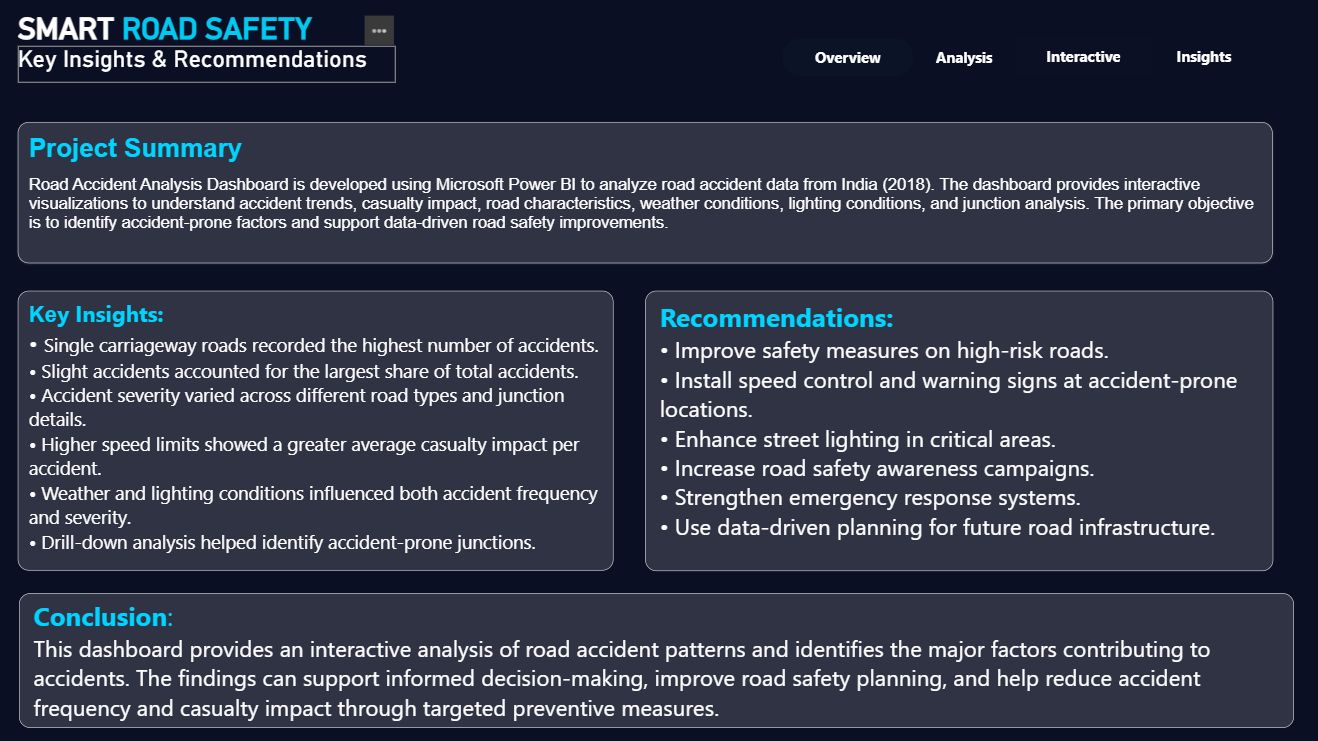 SMART ROAD SAFETY
Key Insights & Recommendations
Overview
Analysis
Interactive
Insights
Project Summary
Road Accident Analysis Dashboard is developed using Microsoft Power BI to analyze road accident data from India (2018). The dashboard provides interactive
visualizations to understand accident trends, casualty impact, road characteristics, weather conditions, lighting conditions, and junction analysis. The primary objective
is to identify accident-prone factors and support data-driven road safety improvements.
Key Insights:
• Single carriageway roads recorded the highest number of accidents.
• Slight accidents accounted for the largest share of total accidents.
• Accident severity varied across different road types and junction
details.
• Higher speed limits showed a greater average casualty impact per
accident.
• Weather and lighting conditions influenced both accident frequency
and severity.
• Drill-down analysis helped identify accident-prone junctions.
Recommendations:
• Improve safety measures on high-risk roads.
• Install speed control and warning signs at accident-prone
locations.
• Enhance street lighting in critical areas.
• Increase road safety awareness campaigns.
• Strengthen emergency response systems.
• Use data-driven planning for future road infrastructure.
Conclusion:
This dashboard provides an interactive analysis of road accident patterns and identifies the major factors contributing to
accidents. The findings can support informed decision-making, improve road safety planning, and help reduce accident
frequency and casualty impact through targeted preventive measures.